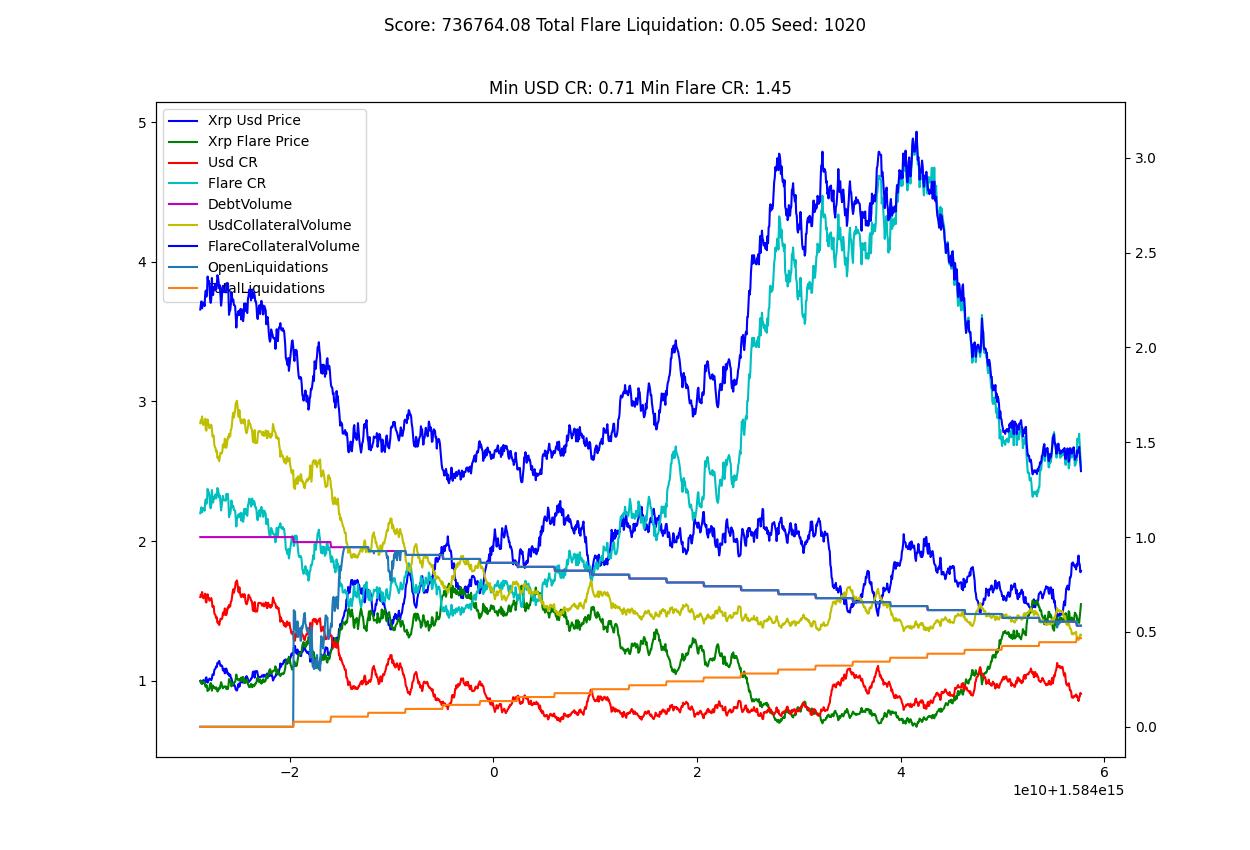 Score: 736764.08 Total Flare Liquidation: 0.05 Seed: 1020
Min USD CR: 0.71 Min Flare CR: 1.45
Xrp Usd Price
Xrp Flare Price
Usd CR
Flare CR
DebtVolume
UsdCollateralVolume
FlareCollateralVolume
OpenLiquidations
TotalLiquidations
5
4
3
2
1
3.0
2.5
2.0
1.5
1.0
0.5
0.0
−2
0
2
4
6
1e10+1.584e15